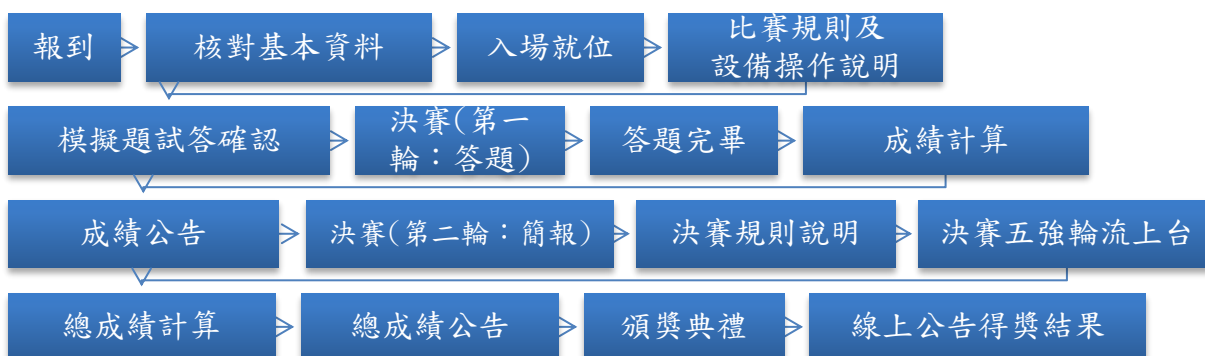 報到
核對基本資料
入場就位
比賽規則及
設備操作說明
模擬題試答確認
決賽(第一
輪：答題)
答題完畢
成績計算
成績公告
決賽(第二輪：簡報)
決賽規則說明
決賽五強輪流上台
總成績計算
總成績公告
頒獎典禮
線上公告得獎結果